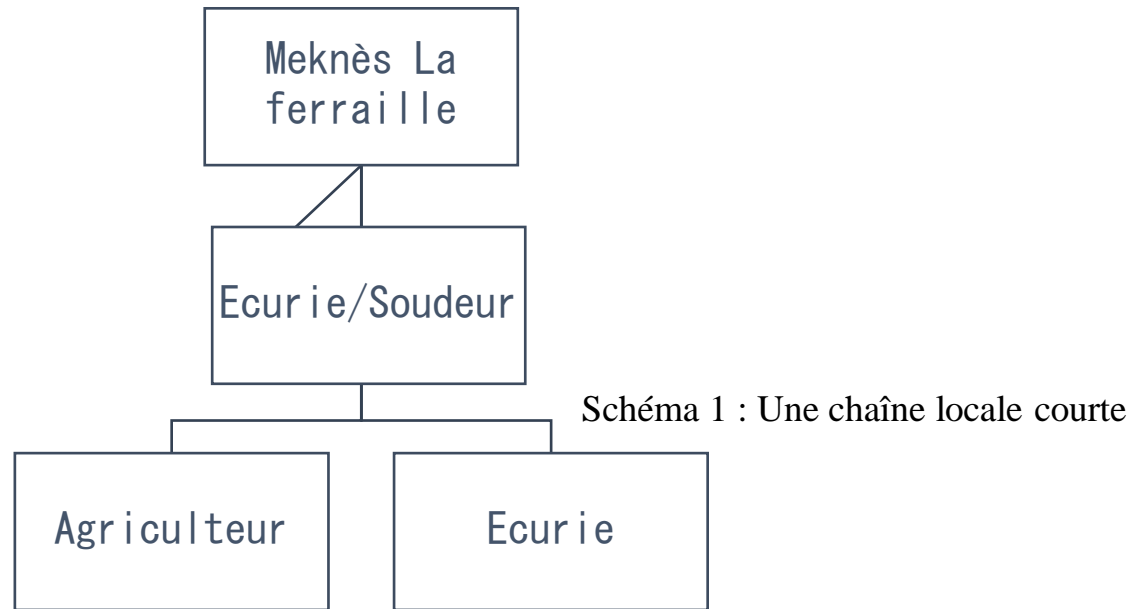 Meknès La
ferraille
Ecurie/Soudeur
Schéma 1 : Une chaîne locale courte
Agriculteur
Ecurie